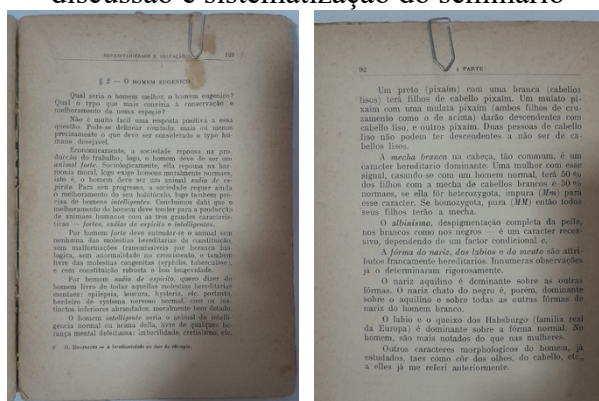 discussão e sistematização do seminário
HEREDITARIEDADE E EDUCAÇÃO
§ 2 — O HOMEM EUGENICO
Qual seria o homem melhor, o homem eugenico?
Qual o typo que mais conviria à conservação e
melhoramento da nossa especie?
Não é muito facil uma resposta positiva a essa
questão. Pode-se delinear comtudo, mais ou menos
precisamente o que deve ser considerado o typo hu-
mano desejavel.
Economicamente, a sociedade repousa na pro-
ducção do trabalho; logo, o homem deve ser um
animal forte. Sociologicamente, ella repousa na har-
monia moral, logo exige homens moralmente normaes,
isto é, o homem deve ser um animal sadio de es-
pirito. Para seu progresso, a sociedade requer ainda
o melhoramento do seu habitáculo, logo tambem pre-
cisa de homens intelligentes. Concluimos dahi que o
melhoramento do homem deve tender para a producção
de animaes humanos com as tres grandes caracteris-
ticas — fortes, sadios de espirito e intelligentes.
Por homem forte deve entender-se o animal sem
nenhuma das molestias hereditarias de constituição,
sem malformações transmissiveis por herança bio-
logica, sem anormalidade no crescimento, e tambem
livre das molestias congenitas (syphilis, tuberculose),
e com constituição robusta e boa longevidade.
Por homem sadio de espirito, quero dizer do
homem livre de todas aquellas molestias hereditarias
mentaes: epilepsia, loucura, hysteria, etc. portanto,
herdeiro de systema nervoso normal, com os ins-
tinctos inferiores abrandados, moralmente bem dotado.
O homem intelligente seria o animal de intelli-
gencia normal ou acima della, livre de qualquer he-
rança mental defeituosa: imbecilidade, cretinismo, etc.
92 1 PARTE
Um preto (pixaim) com uma branca (cabellos
lisos) terá filhos de cabello pixaim. Um mulato pi-
xaim com uma mulata pixaim (ambos filhos de cru-
zamento como o de acima) darão descendentes com
cabello liso, e outros pixaim. Duas pessoas de cabello
liso não podem ter descendentes a não ser de ca-
bellos lisos.
A mecha branca na cabeça, tão commum, é um
caracter hereditario dominante. Uma mulher com esse
signal, casando-se com um homem normal, terá 50 %
dos filhos com a mecha de cabellos brancos e 50 %
normaes, se ella fôr heterozygota, impura (Mm) para
esse caracter. Se homozygota, pura (MM) então todos
seus filhos terão a mecha.
O albinismo, despigmentação completa da pelle,
nos brancos como nos negros — é um caracter reces-
sivo, dependendo de um factor condicional c.
A fórma do nariz, dos labios e do mento são attri-
butos francamente hereditarios. Innumeras observações
já o determinaram rigorosamente.
O nariz aquilino é dominante sobre as outras
fórmas. O nariz chato do negro é, porém, dominante
sobre o aquilino e sobre todas as outras fórmas de
nariz do homem branco.
O labio e o queixo dos Habsburgo (familia real
da Europa) é dominante sobre a fórma normal. No
homem, são mais notados do que nas mulheres.
Outros caracteres morphologicos do homem, já
estudados, taes como côr dos olhos, do cabello, etc.,
a elles já me referi anteriormente.